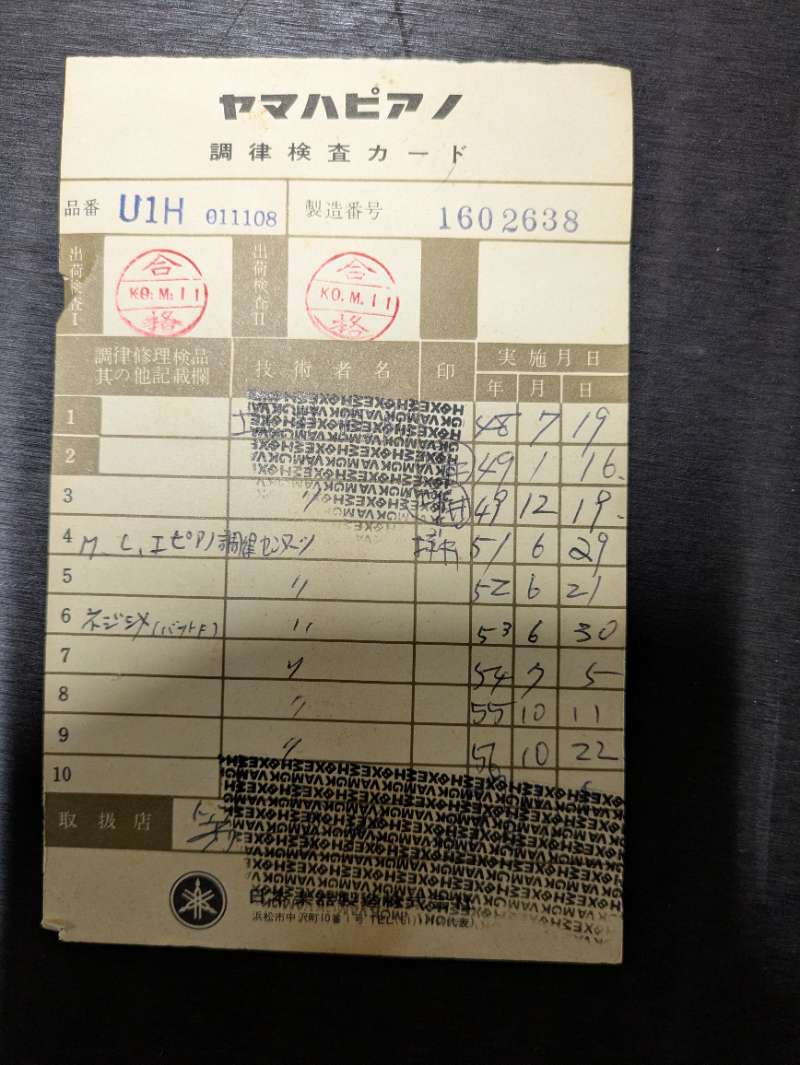 ヤマハピアノ
調律検査カード
品番 U1H 011108 製造番号 1602638
出荷検査I 合格 KO.M.11 出荷検査II 合格 KO.M.11
調律修理検品 其の他記載欄 技術者名 印 実施月日
年 月 日
1 48 7 19
2 49 1 16.
3 〃 49 12 19.
4 M.C.I ピアノ調律センター 51 6 29
5 〃 52 6 21
6 ネジシメ 〃 53 6 30
7 〃 54 7 5
8 〃 55 10 11
9 〃 56 10 22
10
取扱店
浜松市中沢町10番 号 TEL